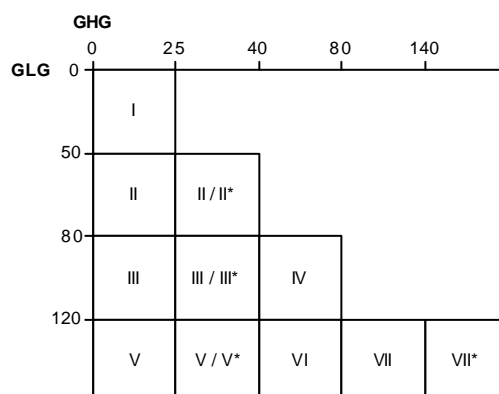 GHG
0 25 40 80 140
GLG 0
I
50
II II / II*
80
III III / III* IV
120
V V / V* VI VII VII*